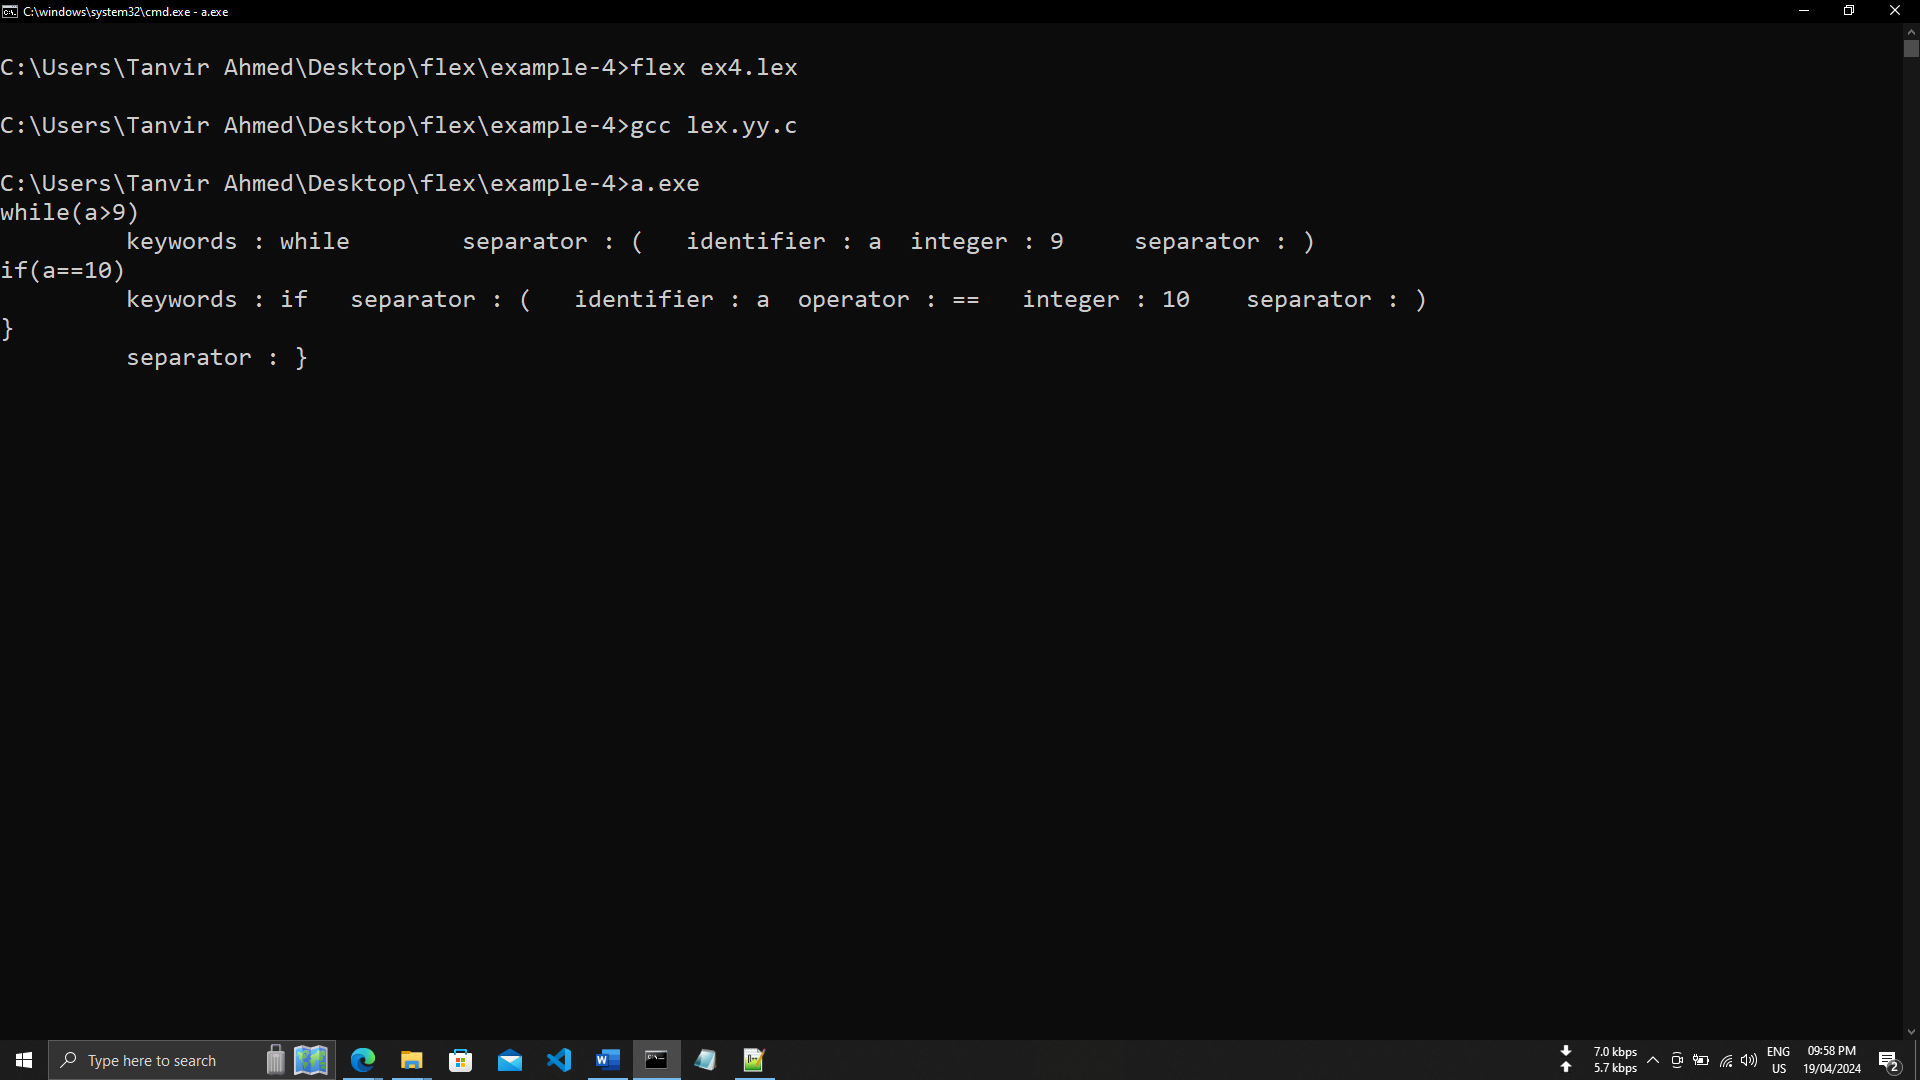 C:\windows\system32\cmd.exe - a.exe
C:\Users\Tanvir Ahmed\Desktop\flex\example-4>flex ex4.lex
C:\Users\Tanvir Ahmed\Desktop\flex\example-4>gcc lex.yy.c
C:\Users\Tanvir Ahmed\Desktop\flex\example-4>a.exe
while(a>9)
keywords : while separator : ( identifier : a integer : 9 separator : )
if(a==10)
keywords : if separator : ( identifier : a operator : == integer : 10 separator : )
}
separator : }
Type here to search
7.0 kbps
5.7 kbps
ENG
US
09:58 PM
19/04/2024
2